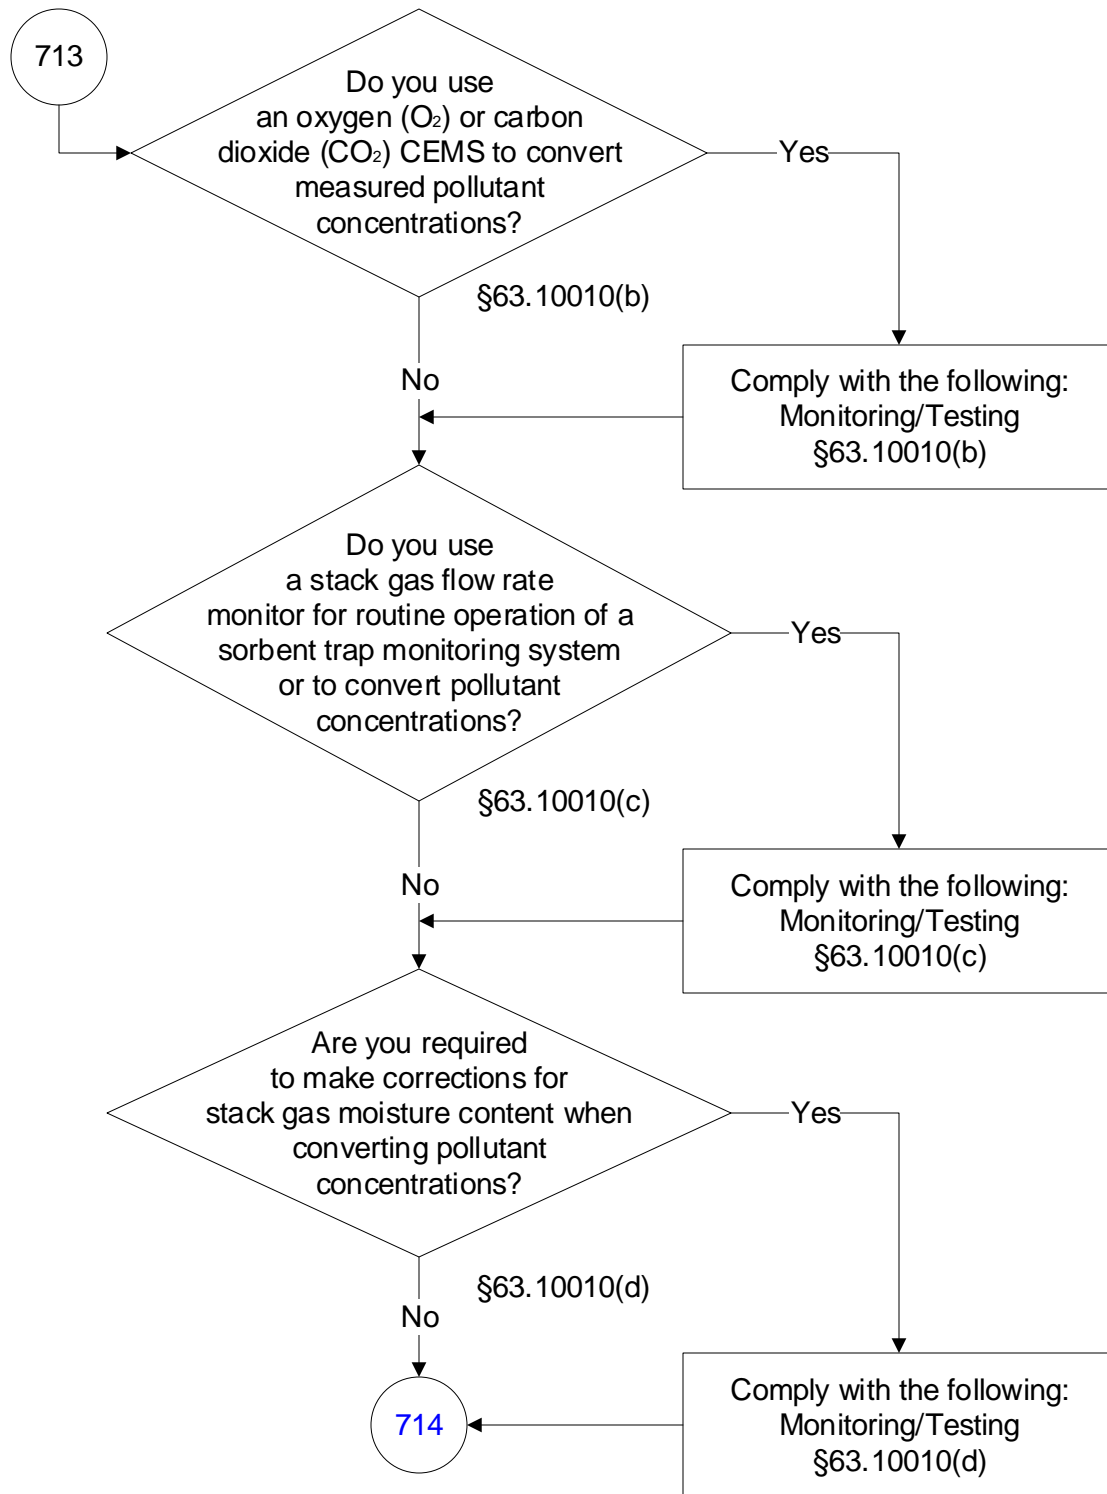 713
Do you use
an oxygen (O₂) or carbon
dioxide (CO₂) CEMS to convert
measured pollutant
concentrations?
Yes
§63.10010(b)
No
Comply with the following:
Monitoring/Testing
§63.10010(b)
Do you use
a stack gas flow rate
monitor for routine operation of a
sorbent trap monitoring system
or to convert pollutant
concentrations?
Yes
§63.10010(c)
No
Comply with the following:
Monitoring/Testing
§63.10010(c)
Are you required
to make corrections for
stack gas moisture content when
converting pollutant
concentrations?
Yes
§63.10010(d)
No
Comply with the following:
Monitoring/Testing
§63.10010(d)
714